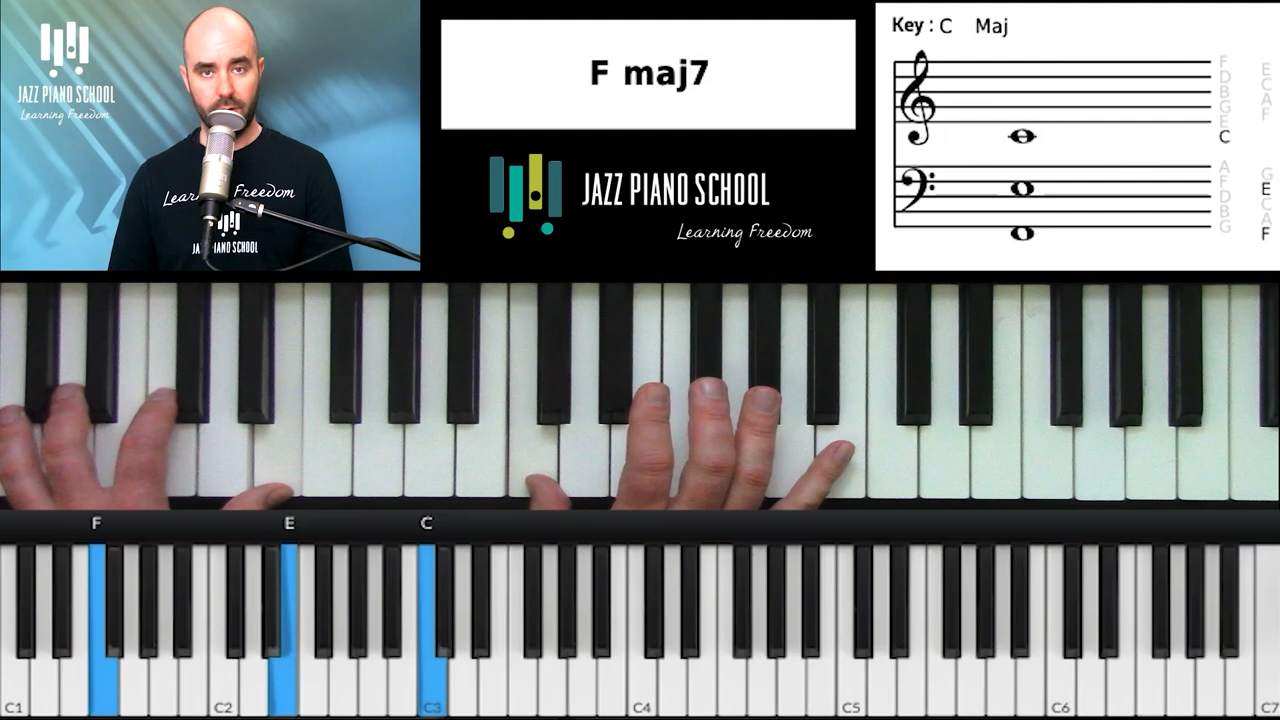 JAZZ PIANO SCHOOL
Learning Freedom
Learning Freedom
JAZZ PIANO SCHOOL
F maj7
JAZZ PIANO SCHOOL
Learning Freedom
Key : C Maj
F
D
B
G
E
C
E
C
A
F
A
F
D
B
G
G
E
C
A
F
F
E
C
C1
C2
C3
C4
C5
C6
C7